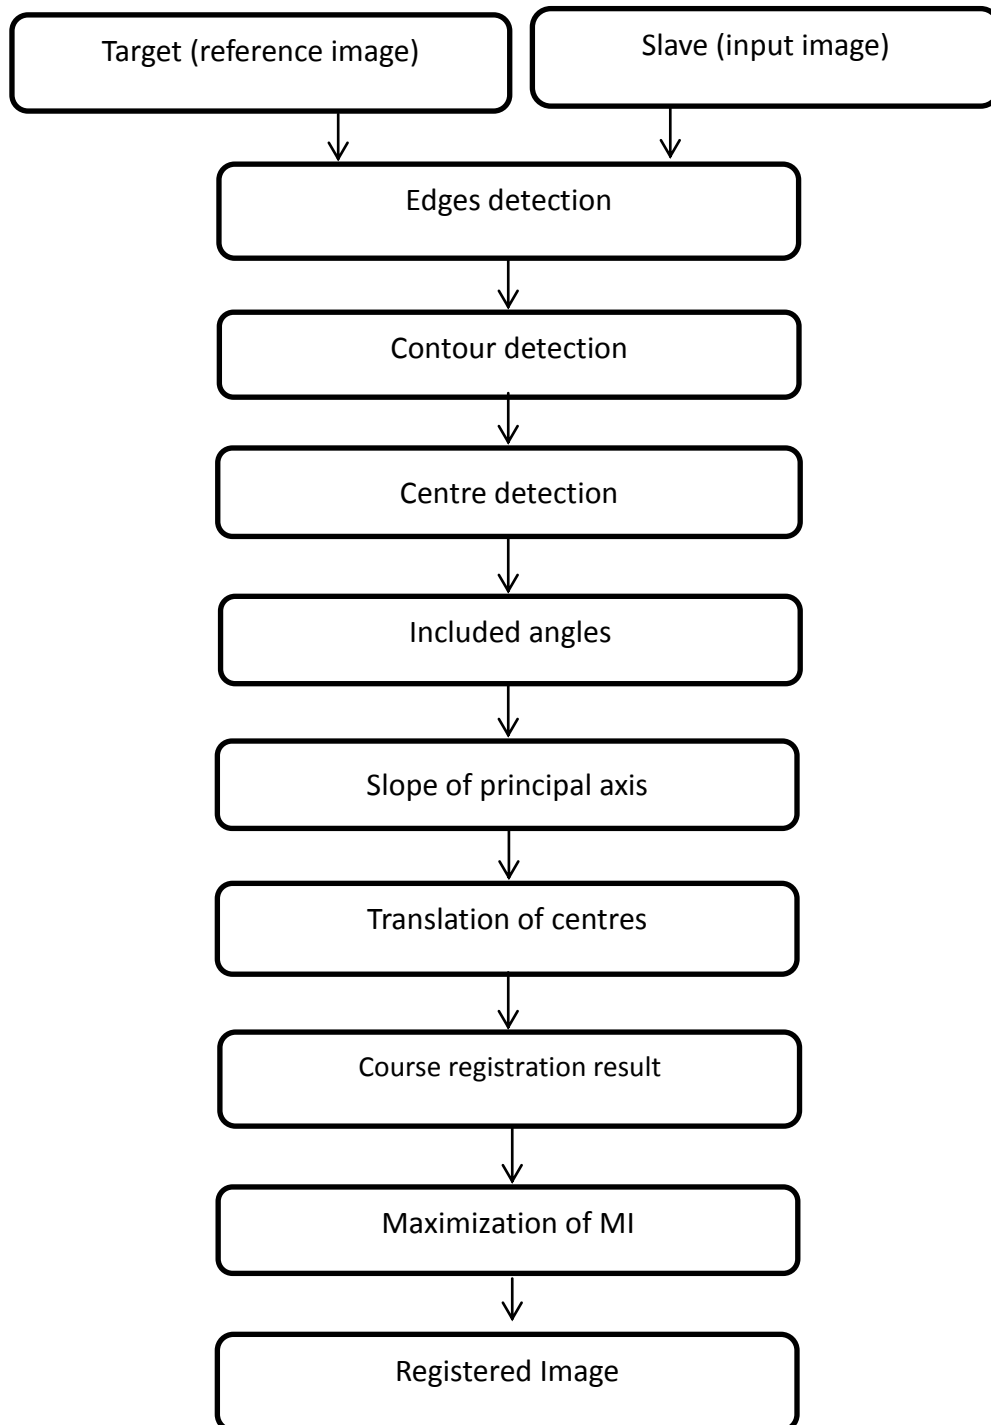 Target (reference image)
Slave (input image)
Edges detection
Contour detection
Centre detection
Included angles
Slope of principal axis
Translation of centres
Course registration result
Maximization of MI
Registered Image